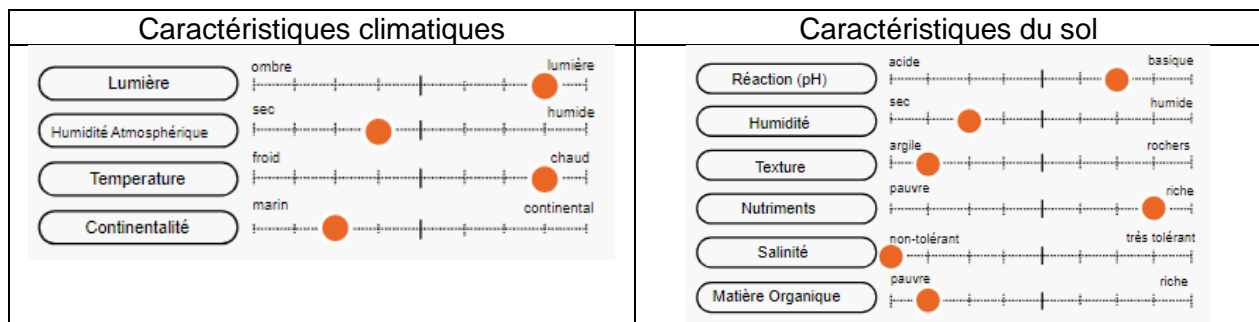 Caractéristiques climatiques
Caractéristiques du sol
ombre
lumière
Lumière
sec
humide
Humidité Atmosphérique
froid
chaud
Temperature
marin
continental
Continentalité
acide
basique
Réaction (pH)
sec
humide
Humidité
argile
rochers
Texture
pauvre
riche
Nutriments
non-tolérant
très tolérant
Salinité
pauvre
riche
Matière Organique